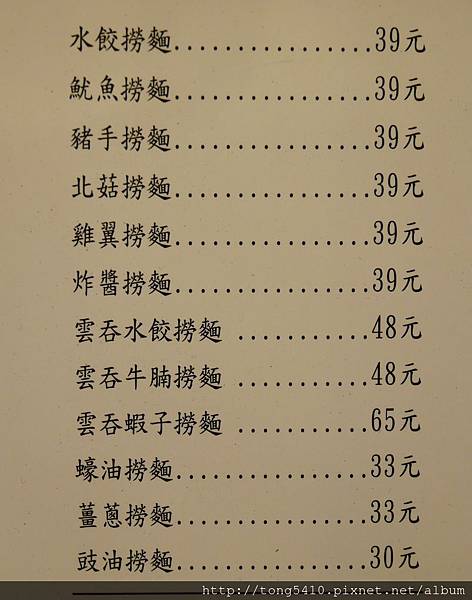 水餃撈麵................39元
魷魚撈麵................39元
豬手撈麵................39元
北菇撈麵................39元
雞翼撈麵................39元
炸醬撈麵................39元
雲吞水餃撈麵 ...........48元
雲吞牛腩撈麵 ...........48元
雲吞蝦子撈麵 ...........65元
蠔油撈麵................33元
薑蔥撈麵................33元
豉油撈麵................30元
http://tong5410.pixnet.net/album